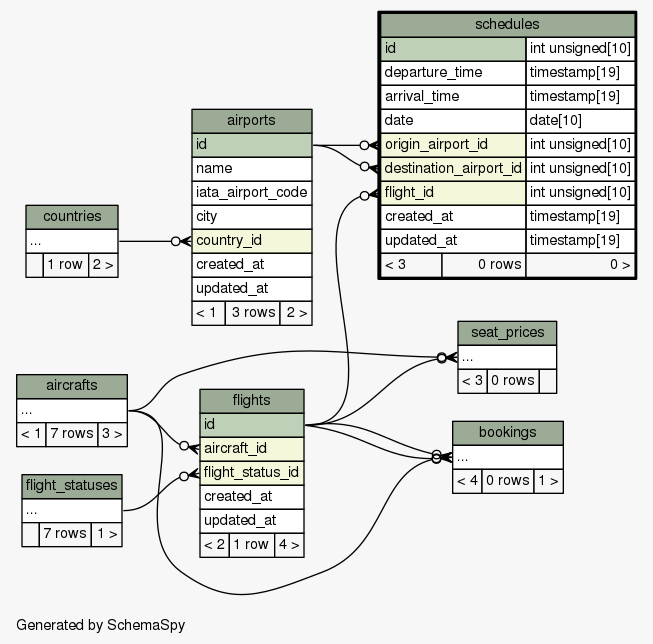 schedules
id int unsigned[10]
departure_time timestamp[19]
arrival_time timestamp[19]
date date[10]
origin_airport_id int unsigned[10]
destination_airport_id int unsigned[10]
flight_id int unsigned[10]
created_at timestamp[19]
updated_at timestamp[19]
< 3 0 rows 0 >
airports
id
name
iata_airport_code
city
country_id
created_at
updated_at
< 1 3 rows 2 >
countries
...
1 row 2 >
seat_prices
...
< 3 0 rows
aircrafts
...
< 1 7 rows 3 >
flights
id
aircraft_id
flight_status_id
created_at
updated_at
< 2 1 row 4 >
bookings
...
< 4 0 rows 1 >
flight_statuses
...
7 rows 1 >
Generated by SchemaSpy